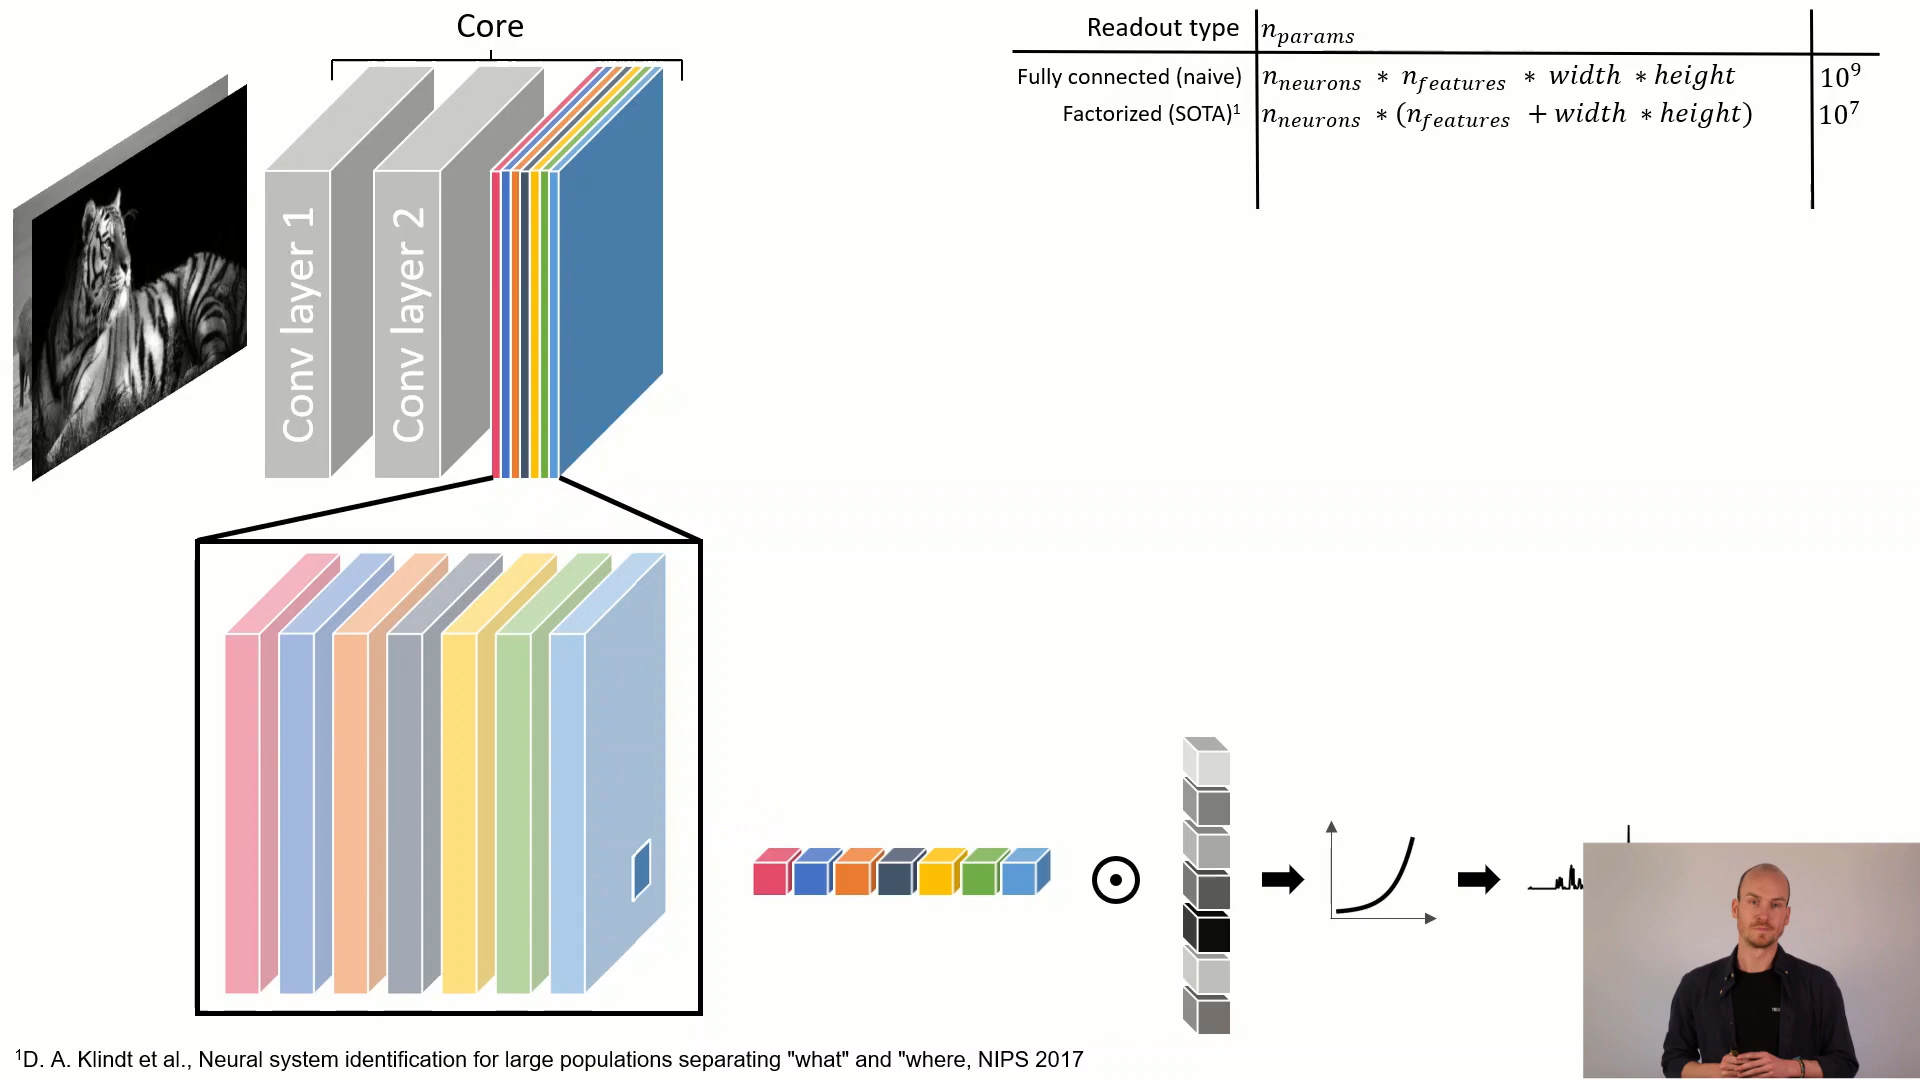 Core
Readout type n_params
Fully connected (naive) n_neurons * n_features * width * height 10^9
Factorized (SOTA)^1 n_neurons * (n_features + width * height) 10^7
Conv layer 1
Conv layer 2
^1D. A. Klindt et al., Neural system identification for large populations separating "what" and "where, NIPS 2017